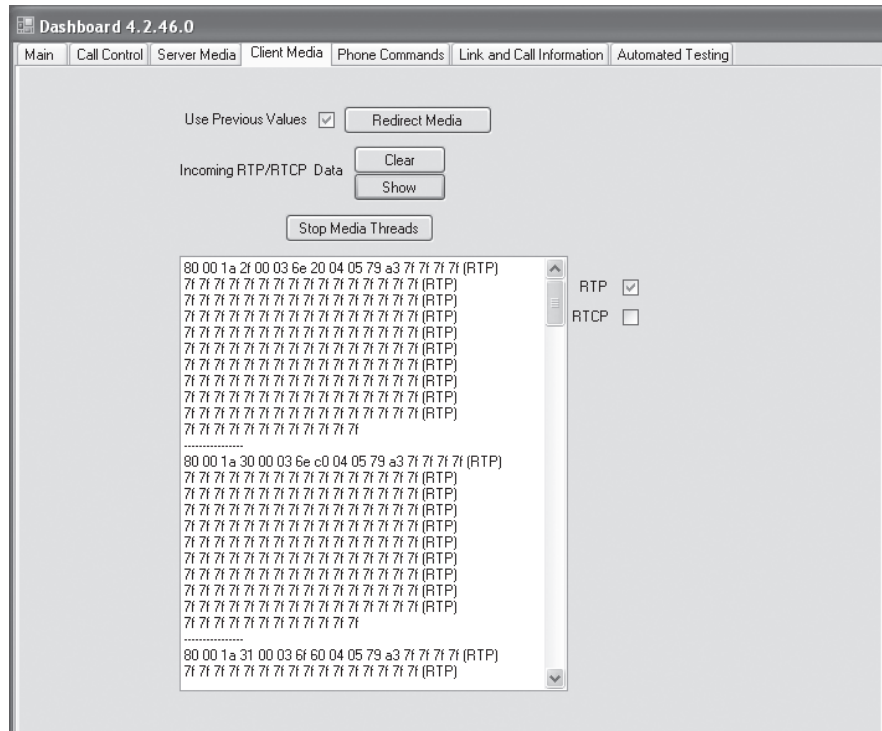 Dashboard 4.2.46.0
Main Call Control Server Media Client Media Phone Commands Link and Call Information Automated Testing
Use Previous Values Redirect Media
Incoming RTP/RTCP Data
Clear
Show
Stop Media Threads
80 00 1a 2f 00 03 6e 20 04 05 79 a3 7f 7f 7f 7f (RTP)
7f 7f 7f 7f 7f 7f 7f 7f 7f 7f 7f 7f 7f 7f 7f 7f (RTP)
7f 7f 7f 7f 7f 7f 7f 7f 7f 7f 7f 7f 7f 7f 7f 7f (RTP)
7f 7f 7f 7f 7f 7f 7f 7f 7f 7f 7f 7f 7f 7f 7f 7f (RTP)
7f 7f 7f 7f 7f 7f 7f 7f 7f 7f 7f 7f 7f 7f 7f 7f (RTP)
7f 7f 7f 7f 7f 7f 7f 7f 7f 7f 7f 7f 7f 7f 7f 7f (RTP)
7f 7f 7f 7f 7f 7f 7f 7f 7f 7f 7f 7f 7f 7f 7f 7f (RTP)
7f 7f 7f 7f 7f 7f 7f 7f 7f 7f 7f 7f 7f 7f 7f 7f (RTP)
7f 7f 7f 7f 7f 7f 7f 7f 7f 7f 7f 7f 7f 7f 7f 7f (RTP)
7f 7f 7f 7f 7f 7f 7f 7f 7f 7f 7f 7f 7f 7f 7f 7f (RTP)
7f 7f 7f 7f 7f 7f 7f 7f 7f 7f 7f 7f
----------------
80 00 1a 30 00 03 6e c0 04 05 79 a3 7f 7f 7f 7f (RTP)
7f 7f 7f 7f 7f 7f 7f 7f 7f 7f 7f 7f 7f 7f 7f 7f (RTP)
7f 7f 7f 7f 7f 7f 7f 7f 7f 7f 7f 7f 7f 7f 7f 7f (RTP)
7f 7f 7f 7f 7f 7f 7f 7f 7f 7f 7f 7f 7f 7f 7f 7f (RTP)
7f 7f 7f 7f 7f 7f 7f 7f 7f 7f 7f 7f 7f 7f 7f 7f (RTP)
7f 7f 7f 7f 7f 7f 7f 7f 7f 7f 7f 7f 7f 7f 7f 7f (RTP)
7f 7f 7f 7f 7f 7f 7f 7f 7f 7f 7f 7f 7f 7f 7f 7f (RTP)
7f 7f 7f 7f 7f 7f 7f 7f 7f 7f 7f 7f 7f 7f 7f 7f (RTP)
7f 7f 7f 7f 7f 7f 7f 7f 7f 7f 7f 7f 7f 7f 7f 7f (RTP)
7f 7f 7f 7f 7f 7f 7f 7f 7f 7f 7f 7f 7f 7f 7f 7f (RTP)
7f 7f 7f 7f 7f 7f 7f 7f 7f 7f 7f 7f
----------------
80 00 1a 31 00 03 6f 60 04 05 79 a3 7f 7f 7f 7f (RTP)
7f 7f 7f 7f 7f 7f 7f 7f 7f 7f 7f 7f 7f 7f 7f 7f (RTP)
RTP
RTCP